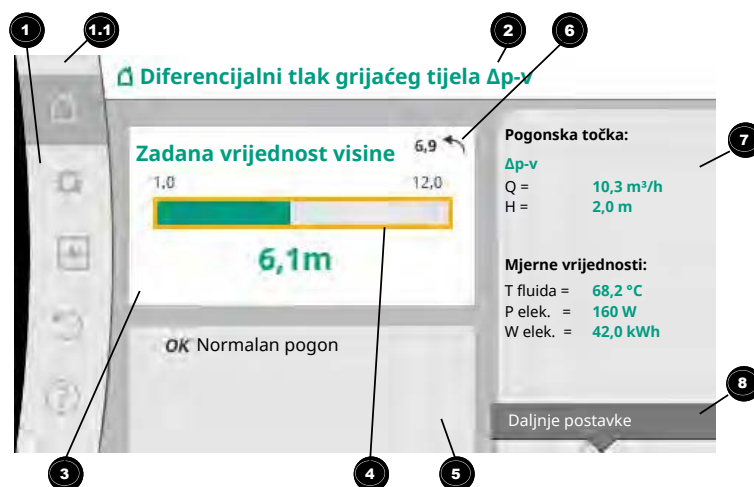 1
1.1
2
6
Diferencijalni tlak grijaćeg tijela Δp-v
Zadana vrijednost visine
6,9
1,0
12,0
6,1m
OK Normalan pogon
Pogonska točka:
Δp-v
Q = 10,3 m³/h
H = 2,0 m
Mjerne vrijednosti:
T fluida = 68,2 °C
P elek. = 160 W
W elek. = 42,0 kWh
Daljnje postavke
7
8
3
4
5